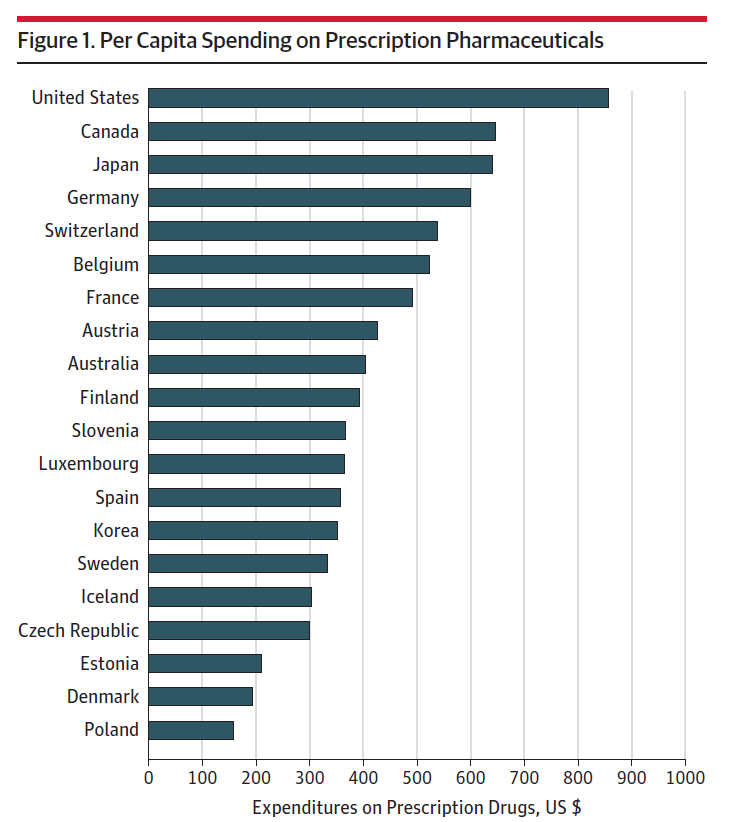 Figure 1. Per Capita Spending on Prescription Pharmaceuticals
United States
Canada
Japan
Germany
Switzerland
Belgium
France
Austria
Australia
Finland
Slovenia
Luxembourg
Spain
Korea
Sweden
Iceland
Czech Republic
Estonia
Denmark
Poland
0 100 200 300 400 500 600 700 800 900 1000
Expenditures on Prescription Drugs, US $